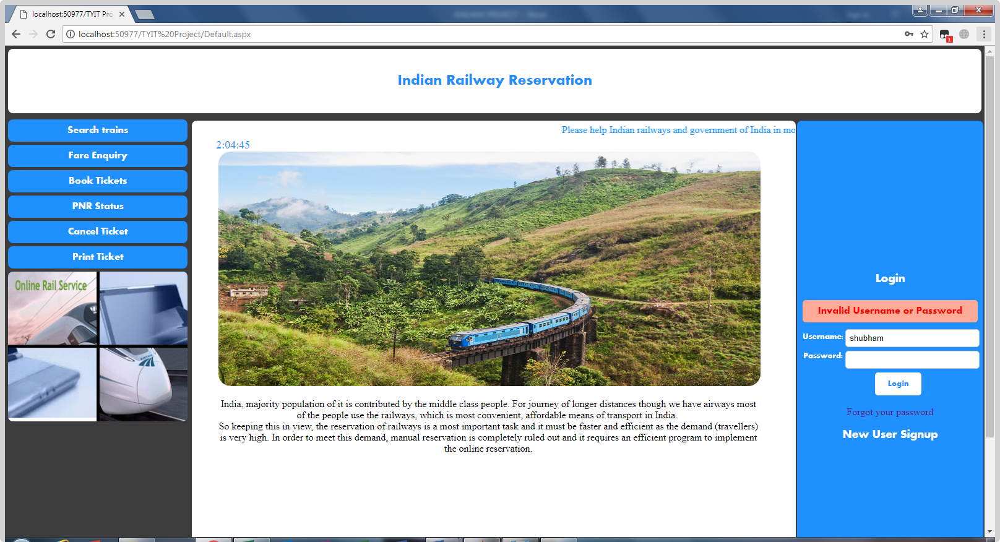 localhost:50977/TYIT Pro
localhost:50977/TYIT%20Project/Default.aspx
1
Indian Railway Reservation
Search trains
Fare Enquiry
Book Tickets
PNR Status
Cancel Ticket
Print Ticket
Online Rail Service
Please help Indian railways and government of India in mo
2:04:45
India, majority population of it is contributed by the middle class people. For journey of longer distances though we have airways most
of the people use the railways, which is most convenient, affordable means of transport in India.
So keeping this in view, the reservation of railways is a most important task and it must be faster and efficient as the demand (travellers)
is very high. In order to meet this demand, manual reservation is completely ruled out and it requires an efficient program to implement
the online reservation.
Login
Invalid Username or Password
Username: shubham
Password:
Login
Forgot your password
New User Signup